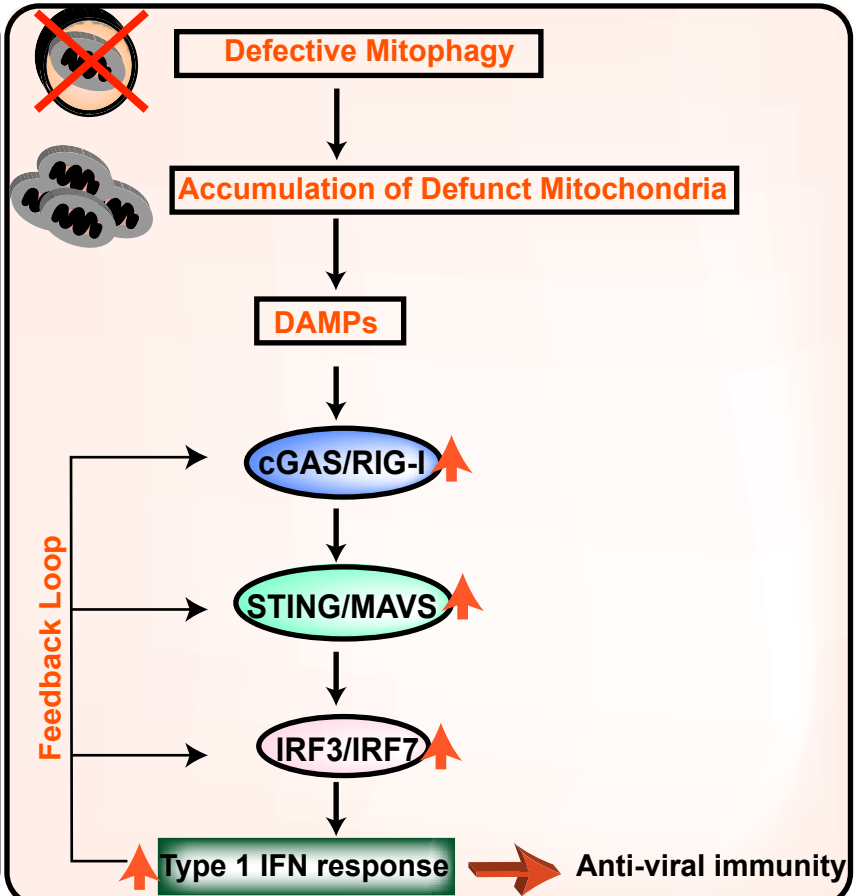 Defective Mitophagy
Accumulation of Defunct Mitochondria
DAMPs
cGAS/RIG-I
STING/MAVS
IRF3/IRF7
Feedback Loop
Type 1 IFN response
Anti-viral immunity